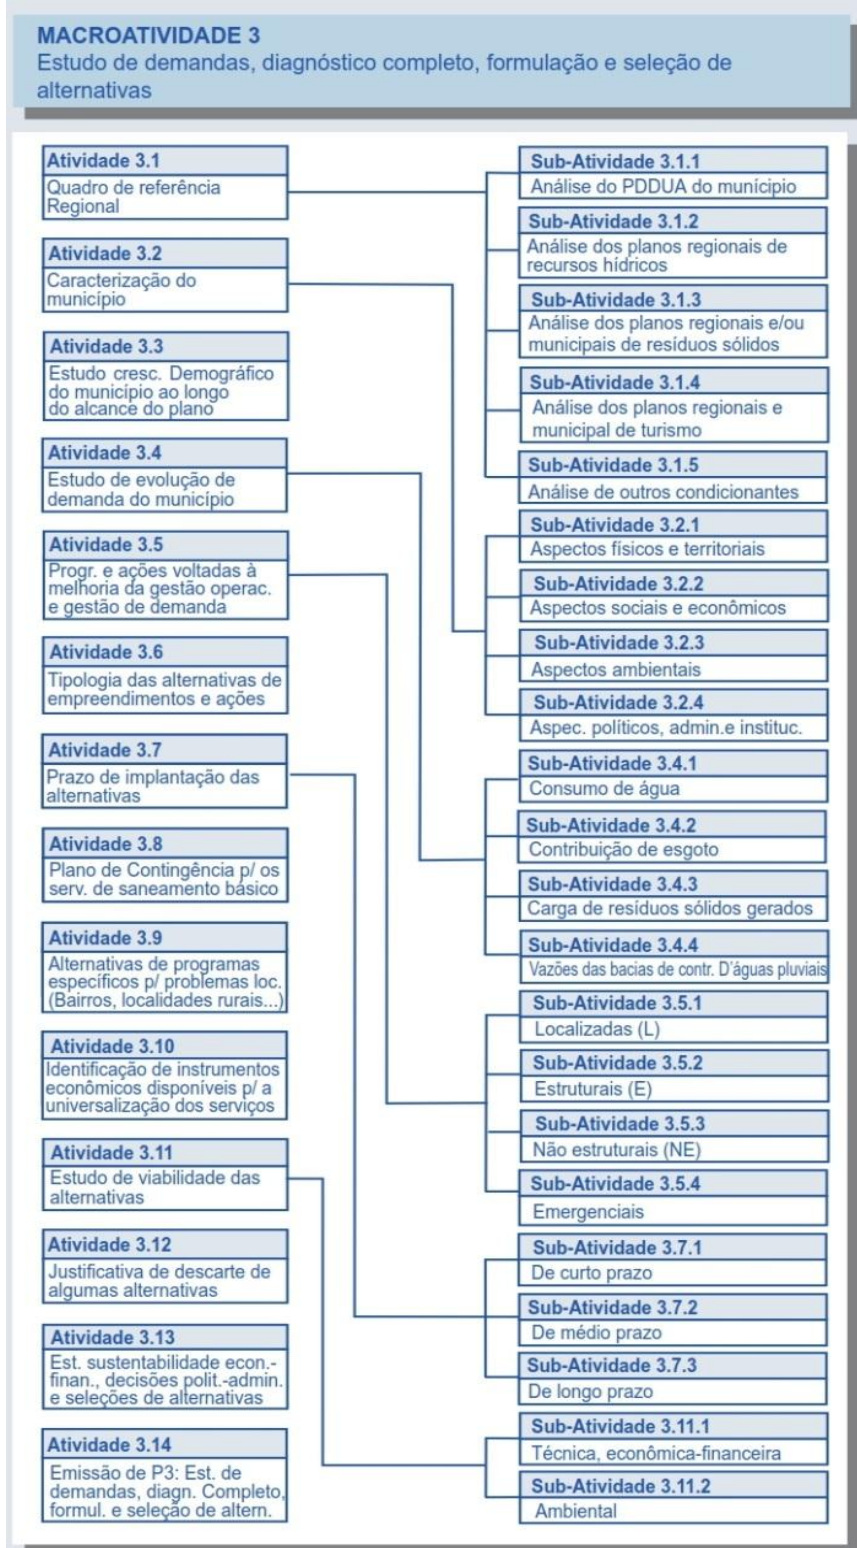 MACROATIVIDADE 3
Estudo de demandas, diagnóstico completo, formulação e seleção de
alternativas
Atividade 3.1
Quadro de referência
Regional
Atividade 3.2
Caracterização do
município
Atividade 3.3
Estudo cresc. Demográfico
do município ao longo
do alcance do plano
Atividade 3.4
Estudo de evolução de
demanda do município
Atividade 3.5
Progr. e ações voltadas à
melhoria da gestão operac.
e gestão de demanda
Atividade 3.6
Tipologia das alternativas de
empreendimentos e ações
Atividade 3.7
Prazo de implantação das
alternativas
Atividade 3.8
Plano de Contingência p/ os
serv. de saneamento básico
Atividade 3.9
Alternativas de programas
específicos p/ problemas loc.
(Bairros, localidades rurais...)
Atividade 3.10
Identificação de instrumentos
econômicos disponíveis p/ a
universalização dos serviços
Atividade 3.11
Estudo de viabilidade das
alternativas
Atividade 3.12
Justificativa de descarte de
algumas alternativas
Atividade 3.13
Est. sustentabilidade econ.-
finan., decisões polit.-admin.
e seleções de alternativas
Atividade 3.14
Emissão de P3: Est. de
demandas, diagn. Completo,
formul. e seleção de altern.
Sub-Atividade 3.1.1
Análise do PDDUA do munícipio
Sub-Atividade 3.1.2
Análise dos planos regionais de
recursos hídricos
Sub-Atividade 3.1.3
Análise dos planos regionais e/ou
municipais de resíduos sólidos
Sub-Atividade 3.1.4
Análise dos planos regionais e
municipal de turismo
Sub-Atividade 3.1.5
Análise de outros condicionantes
Sub-Atividade 3.2.1
Aspectos físicos e territoriais
Sub-Atividade 3.2.2
Aspectos sociais e econômicos
Sub-Atividade 3.2.3
Aspectos ambientais
Sub-Atividade 3.2.4
Aspec. políticos, admin.e instituc.
Sub-Atividade 3.4.1
Consumo de água
Sub-Atividade 3.4.2
Contribuição de esgoto
Sub-Atividade 3.4.3
Carga de resíduos sólidos gerados
Sub-Atividade 3.4.4
Vazões das bacias de contr. D'águas pluviais
Sub-Atividade 3.5.1
Localizadas (L)
Sub-Atividade 3.5.2
Estruturais (E)
Sub-Atividade 3.5.3
Não estruturais (NE)
Sub-Atividade 3.5.4
Emergenciais
Sub-Atividade 3.7.1
De curto prazo
Sub-Atividade 3.7.2
De médio prazo
Sub-Atividade 3.7.3
De longo prazo
Sub-Atividade 3.11.1
Técnica, econômica-financeira
Sub-Atividade 3.11.2
Ambiental